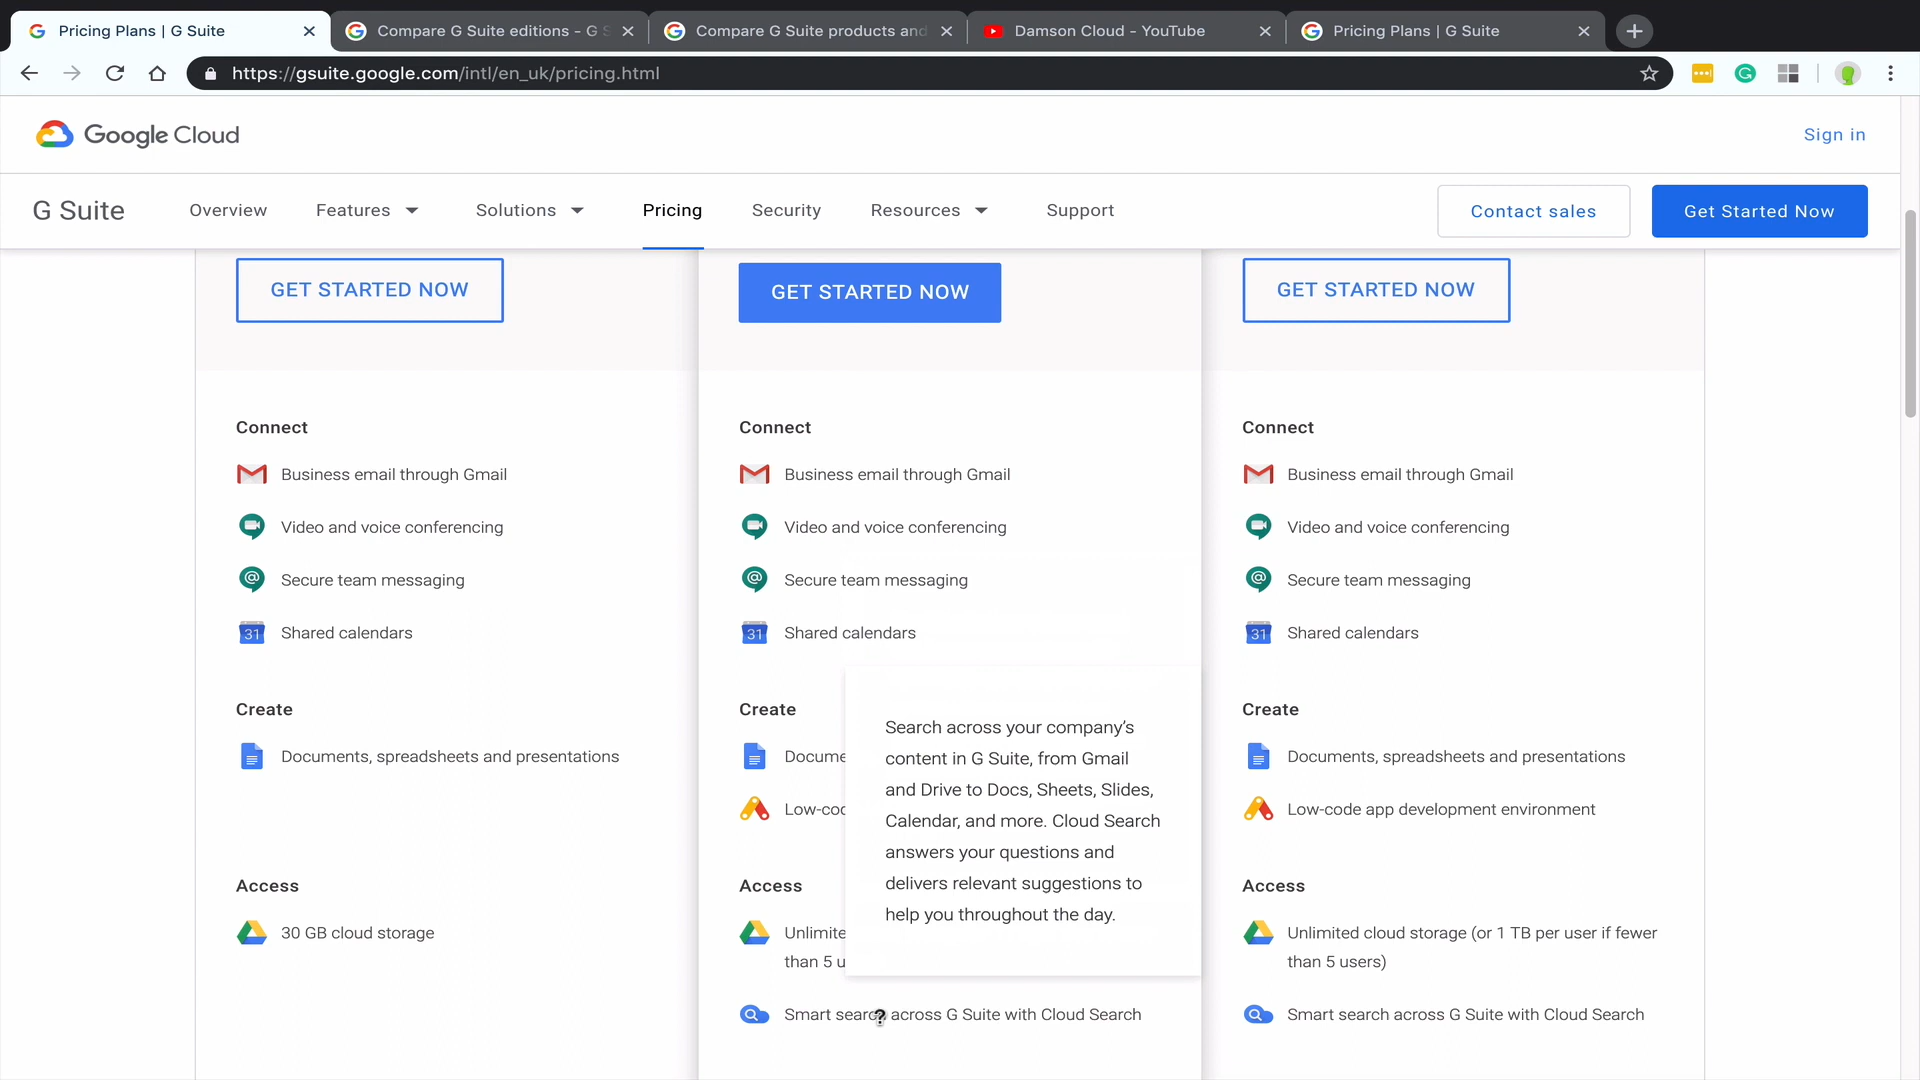 Pricing Plans | G Suite
Compare G Suite editions - G S
Compare G Suite products and
Damson Cloud - YouTube
Pricing Plans | G Suite
https://gsuite.google.com/intl/en_uk/pricing.html
Google Cloud
Sign in
G Suite
Overview
Features
Solutions
Pricing
Security
Resources
Support
Contact sales
Get Started Now
GET STARTED NOW
GET STARTED NOW
GET STARTED NOW
Connect
Business email through Gmail
Video and voice conferencing
Secure team messaging
31
Shared calendars
Create
Documents, spreadsheets and presentations
Access
30 GB cloud storage
Connect
Business email through Gmail
Video and voice conferencing
Secure team messaging
31
Shared calendars
Create
Docume
Low-coc
Access
Unlimite
than 5 u
Smart search across G Suite with Cloud Search
Search across your company’s
content in G Suite, from Gmail
and Drive to Docs, Sheets, Slides,
Calendar, and more. Cloud Search
answers your questions and
delivers relevant suggestions to
help you throughout the day.
Connect
Business email through Gmail
Video and voice conferencing
Secure team messaging
31
Shared calendars
Create
Documents, spreadsheets and presentations
Low-code app development environment
Access
Unlimited cloud storage (or 1 TB per user if fewer
than 5 users)
Smart search across G Suite with Cloud Search